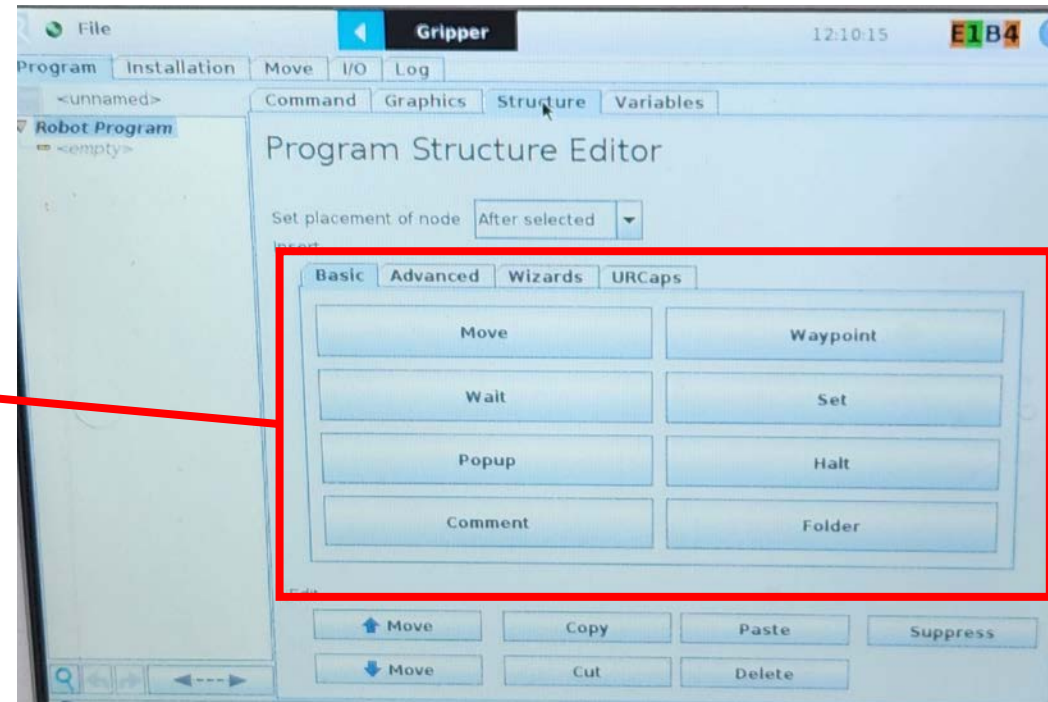 File Gripper 12:10:15 E1B4
Program Installation Move I/O Log
<unnamed> Command Graphics Structure Variables
Robot Program
<empty>
Program Structure Editor
Set placement of node After selected
Insert
Basic Advanced Wizards URCaps
Move Waypoint
Wait Set
Popup Halt
Comment Folder
Edit
Move Copy Paste Suppress
Move Cut Delete